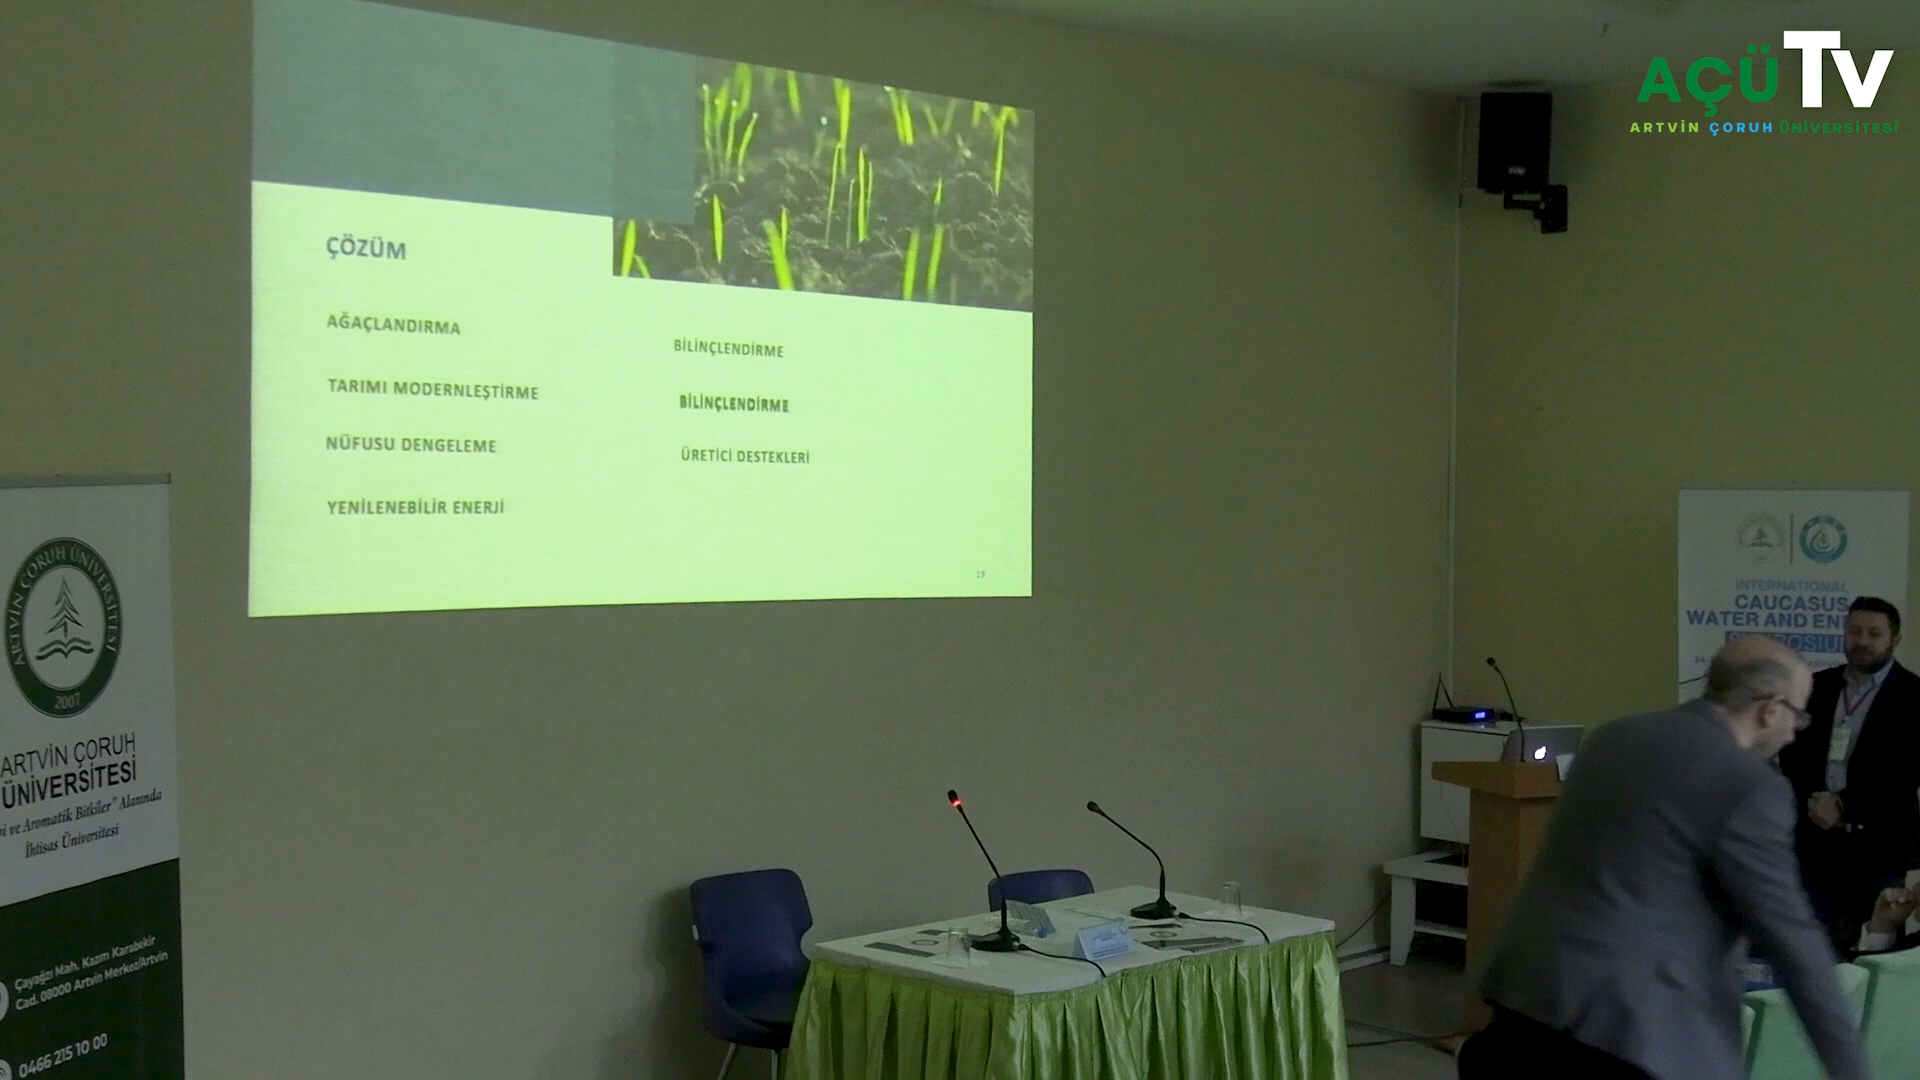 AÇÜ TV
ARTVİN ÇORUH ÜNİVERSİTESİ
ÇÖZÜM
AĞAÇLANDIRMA
TARIMI MODERNLEŞTİRME
NÜFUSU DENGELEME
YENİLENEBİLİR ENERJİ
BİLİNÇLENDİRME
BİLİNÇLENDİRME
ÜRETİCİ DESTEKLERİ
19
ARTVİN ÇORUH ÜNİVERSİTESİ
2007
ARTVİN ÇORUH
ÜNİVERSİTESİ
ve Aromatik Bitkiler" Alanında
İhtisas Üniversitesi
Çayağzı Mah. Kazım Karabekir
Cad. 08000 Artvin Merkez/Artvin
0466 215 10 00
INTERNATIONAL
CAUCASUS
WATER AND EN